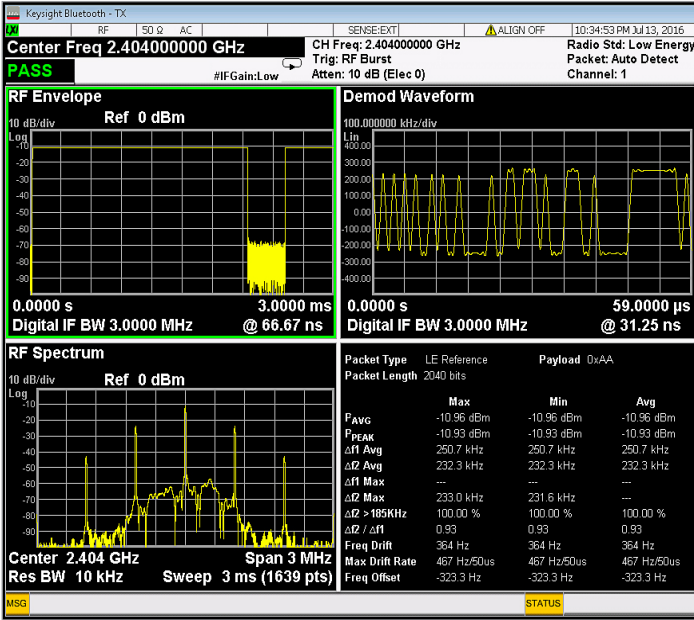 Keysight Bluetooth - TX
LXI RF 50 Ω AC SENSE:EXT ALIGN OFF 10:34:53 PM Jul 13, 2016
Center Freq 2.404000000 GHz CH Freq: 2.404000000 GHz Radio Std: Low Energy
Trig: RF Burst Packet: Auto Detect
PASS #IFGain:Low Atten: 10 dB (Elec 0) Channel: 1
RF Envelope
10 dB/div Ref 0 dBm
Log
-10
-20
-30
-40
-50
-60
-70
-80
-90
0.0000 s 3.0000 ms
Digital IF BW 3.0000 MHz @ 66.67 ns
Demod Waveform
100.000000 kHz/div
Lin
400.00
300.00
200.00
100.00
0.00
-100.00
-200.00
-300.00
-400.00
0.0000 s 59.0000 µs
Digital IF BW 3.0000 MHz @ 31.25 ns
RF Spectrum
10 dB/div Ref 0 dBm
Log
-10
-20
-30
-40
-50
-60
-70
-80
-90
Center 2.404 GHz Span 3 MHz
Res BW 10 kHz Sweep 3 ms (1639 pts)
Packet Type LE Reference Payload 0xAA
Packet Length 2040 bits
Max Min Avg
PAVG -10.96 dBm -10.96 dBm -10.96 dBm
PPEAK -10.93 dBm -10.93 dBm -10.93 dBm
Δf1 Avg 250.7 kHz 250.7 kHz 250.7 kHz
Δf2 Avg 232.3 kHz 232.3 kHz 232.3 kHz
Δf1 Max --- --- ---
Δf2 Max 233.0 kHz 231.6 kHz ---
Δf2 >185KHz 100.00 % 100.00 % 100.00 %
Δf2 / Δf1 0.93 0.93 0.93
Freq Drift 364 Hz 364 Hz 364 Hz
Max Drift Rate 467 Hz/50us 467 Hz/50us 467 Hz/50us
Freq Offset -323.3 Hz -323.3 Hz -323.3 Hz
MSG STATUS